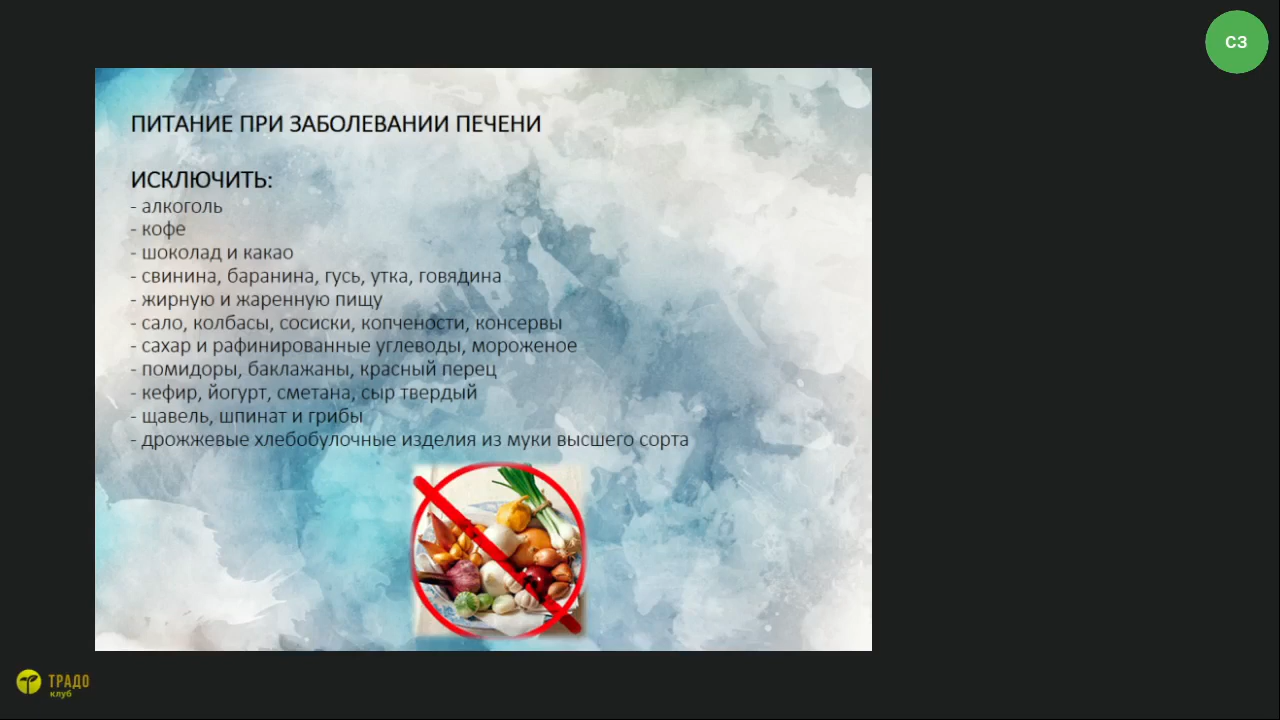 СЗ
ПИТАНИЕ ПРИ ЗАБОЛЕВАНИИ ПЕЧЕНИ
ИСКЛЮЧИТЬ:
- алкоголь
- кофе
- шоколад и какао
- свинина, баранина, гусь, утка, говядина
- жирную и жаренную пищу
- сало, колбасы, сосиски, копчености, консервы
- сахар и рафинированные углеводы, мороженое
- помидоры, баклажаны, красный перец
- кефир, йогурт, сметана, сыр твердый
- щавель, шпинат и грибы
- дрожжевые хлебобулочные изделия из муки высшего сорта
ТРАДО
клуб